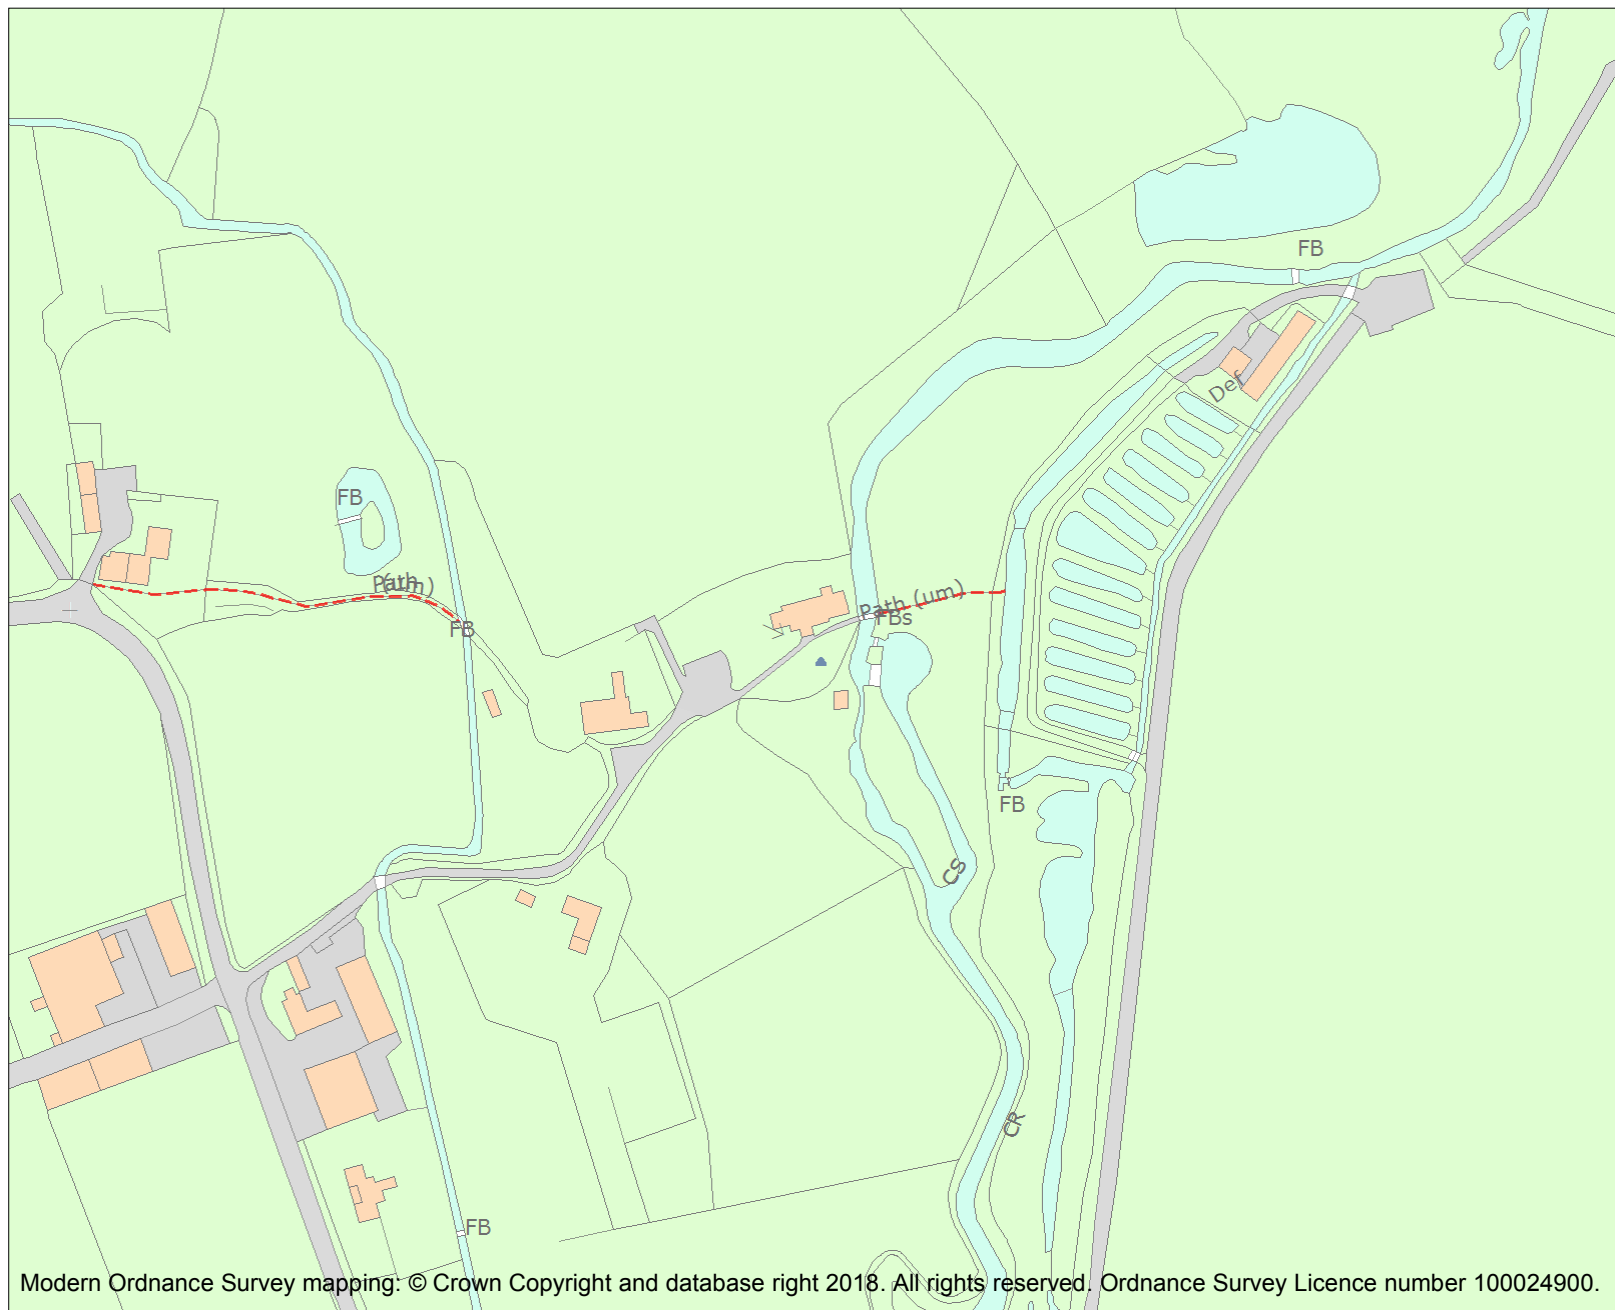 FB
Def
FB
Path (um)
Path (um)
FBs
FB
FB
CS
CR
FB
Modern Ordnance Survey mapping: © Crown Copyright and database right 2018. All rights reserved. Ordnance Survey Licence number 100024900.